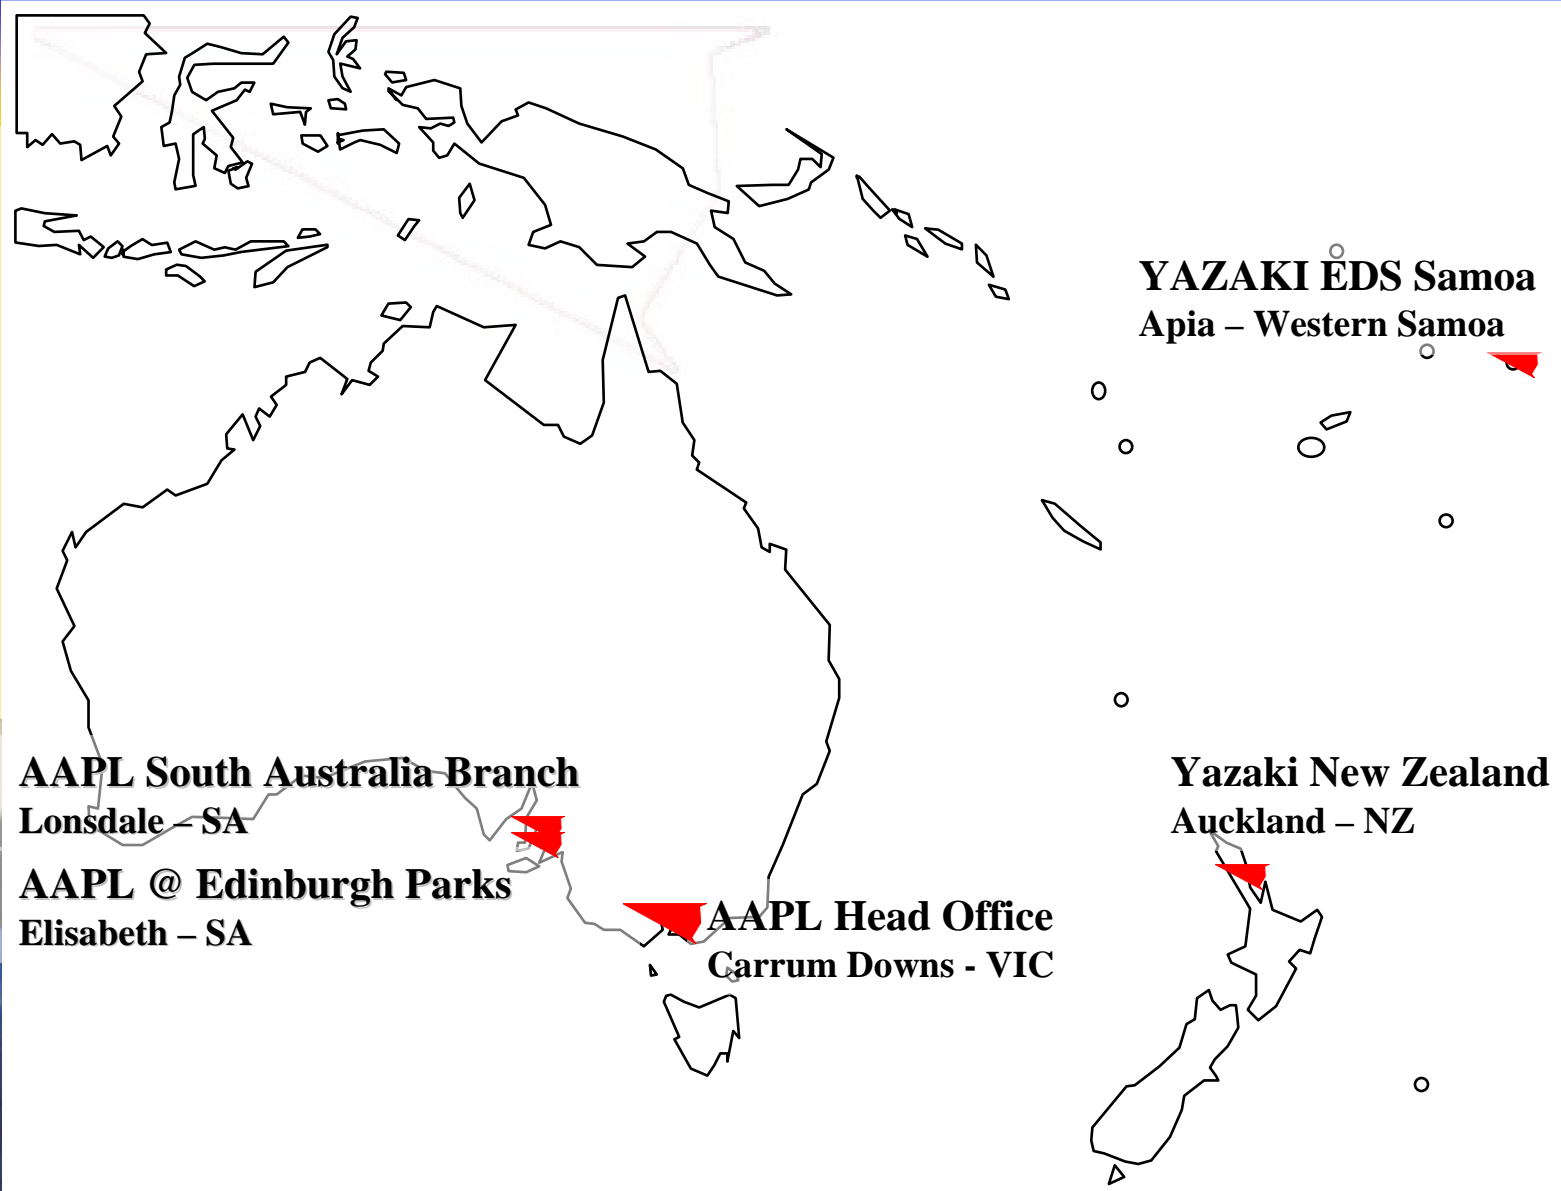 YAZAKI EDS Samoa
Apia – Western Samoa
AAPL South Australia Branch
Lonsdale – SA
AAPL @ Edinburgh Parks
Elisabeth – SA
AAPL Head Office
Carrum Downs - VIC
Yazaki New Zealand
Auckland – NZ